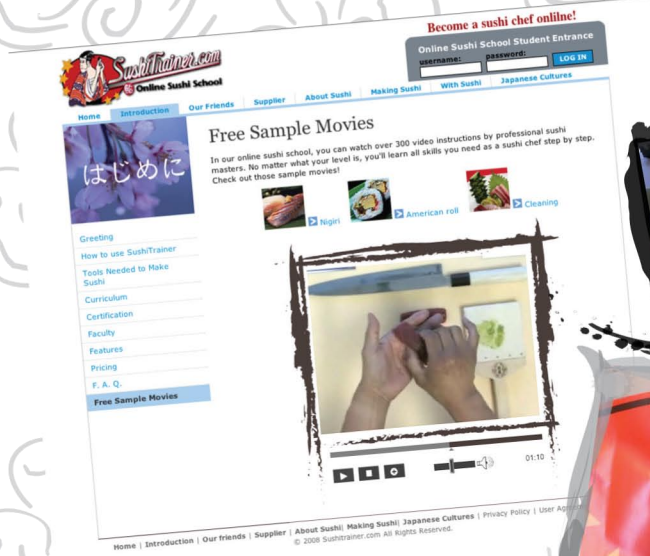 Become a sushi chef onlilne!
SushiTrainer.com
Online Sushi School
Online Sushi School Student Entrance
username:
password:
LOG IN
Home
Introduction
Our Friends
Supplier
About Sushi
Making Sushi
With Sushi
Japanese Cultures
はじめに
Greeting
How to use SushiTrainer
Tools Needed to Make
Sushi
Curriculum
Certification
Faculty
Features
Pricing
F. A. Q.
Free Sample Movies
Free Sample Movies
In our online sushi school, you can watch over 300 video instructions by professional sushi
masters. No matter what your level is, you'll learn all skills you need as a sushi chef step by step.
Check out those sample movies!
Nigiri
American roll
Cleaning
01:10
Home | Introduction | Our friends | Supplier | About Sushi| Making Sushi| Japanese Cultures | Privacy Policy | User
© 2008 Sushitrainer.com All Rights Reserved.